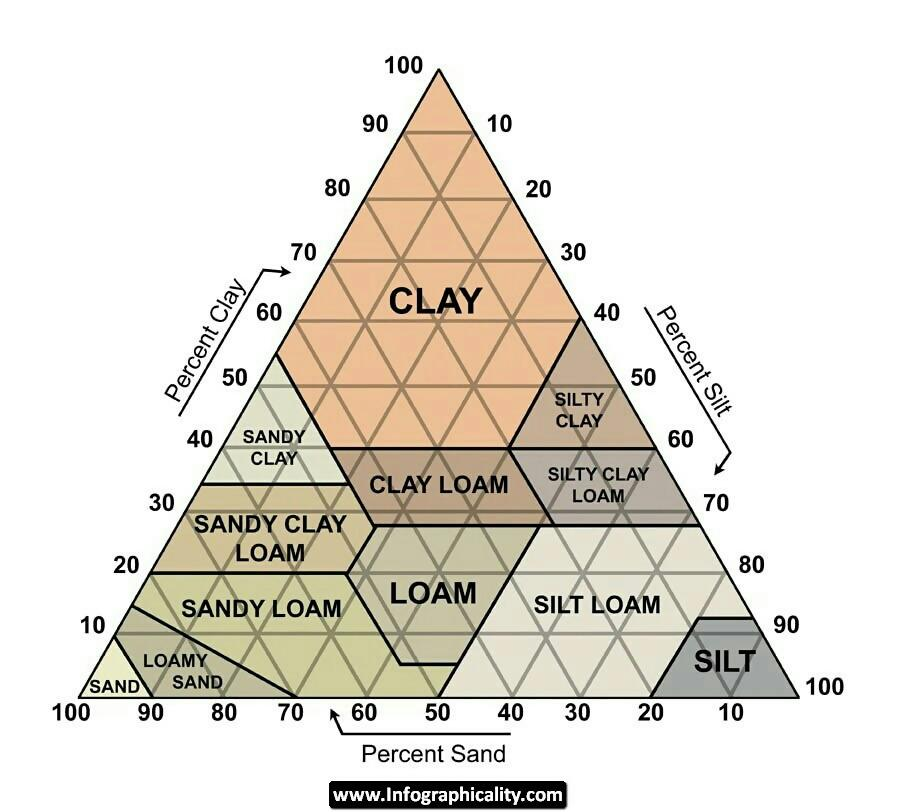 100
90 10
80 20
70 30
CLAY
60 40
Percent Clay
Percent Silt
50 50
SILTY
CLAY
40 60
SANDY
CLAY
CLAY LOAM
SILTY CLAY
LOAM
30 70
SANDY CLAY
LOAM
20 80
LOAM
SANDY LOAM
SILT LOAM
10 90
LOAMY
SAND
SILT
SAND
100
100 90 80 70 60 50 40 30 20 10
Percent Sand
www.Infographicality.com